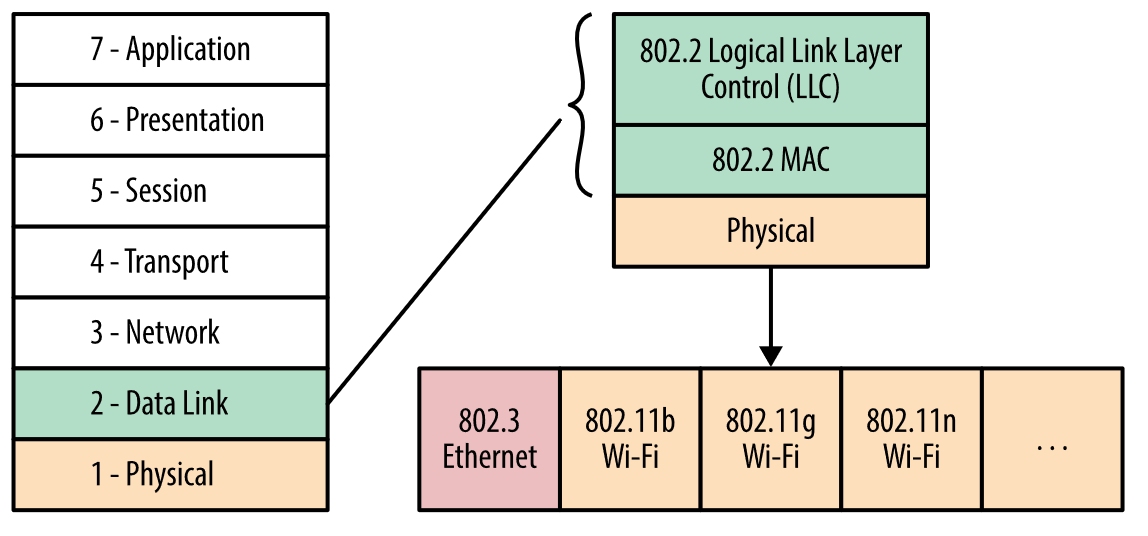 7 - Application
6 - Presentation
5 - Session
4 - Transport
3 - Network
2 - Data Link
1 - Physical
802.2 Logical Link Layer
Control (LLC)
802.2 MAC
Physical
802.3
Ethernet
802.11b
Wi-Fi
802.11g
Wi-Fi
802.11n
Wi-Fi
. . .